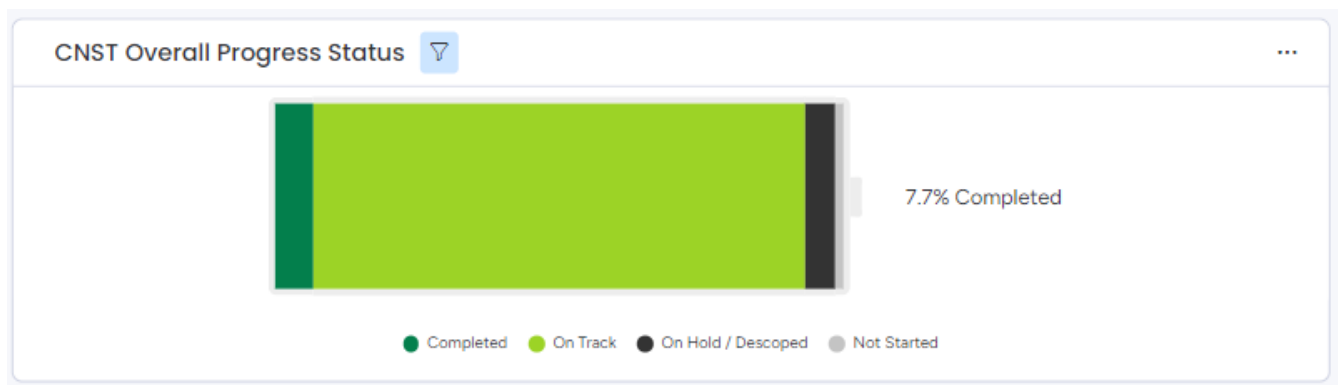 CNST Overall Progress Status
7.7% Completed
Completed On Track On Hold / Descoped Not Started